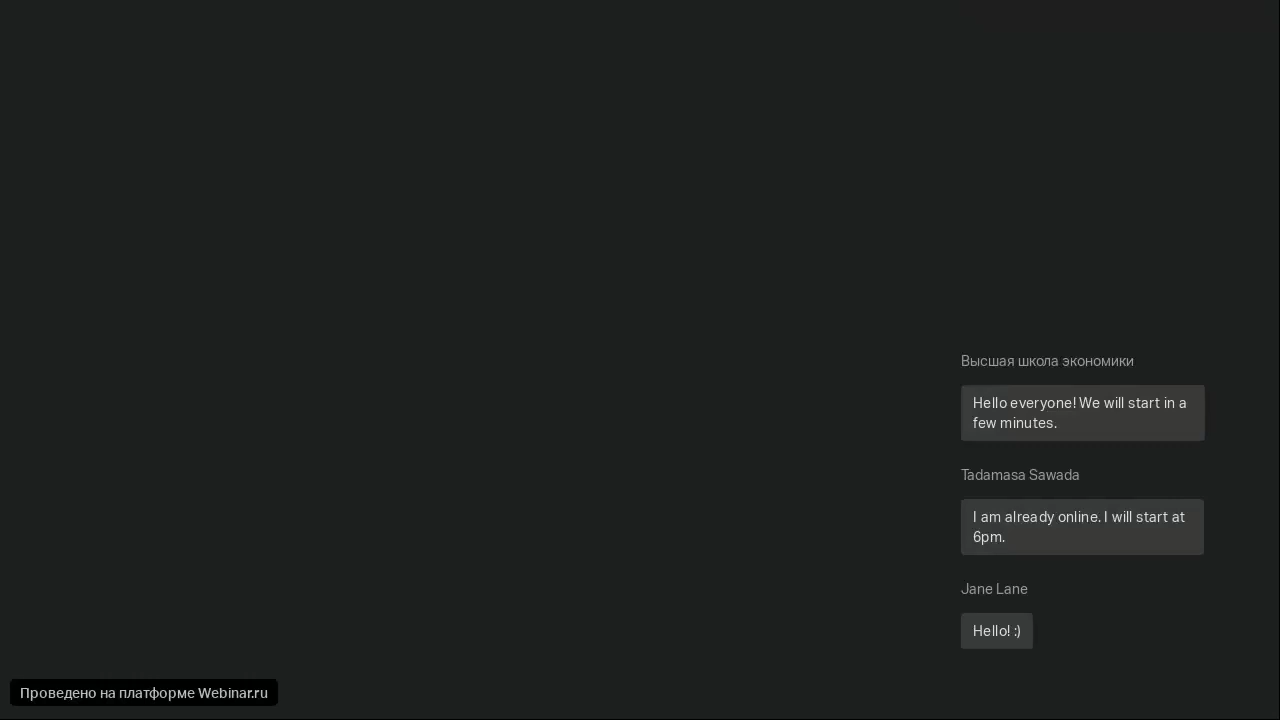 Высшая школа экономики
Hello everyone! We will start in a
few minutes.
Tadamasa Sawada
I am already online. I will start at
6pm.
Jane Lane
Hello! :)
Проведено на платформе Webinar.ru